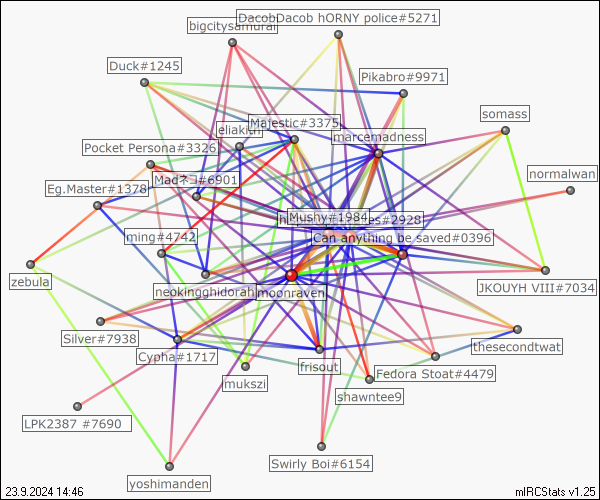 DacobDacob hORNY police#5271
bigcitysamurai
Duck#1245
Pikabro#9971
somass
Majestic#3375
eliakim
marcemadness
Pocket Persona#3326
normalwan
Eg.Master#1378
Mushy#1984
#2928
ming#4742
Can anything be saved#0396
zebula
neokingghidorah
moonraven
JKOUYH VIII#7034
Silver#7938
Cypha#1717
thesecondtwat
frisout
Fedora Stoat#4479
mukszi
shawntee9
LPK2387 #7690
Swirly Boi#6154
yoshimanden
23.9.2024 14:46
mIRCStats v1.25